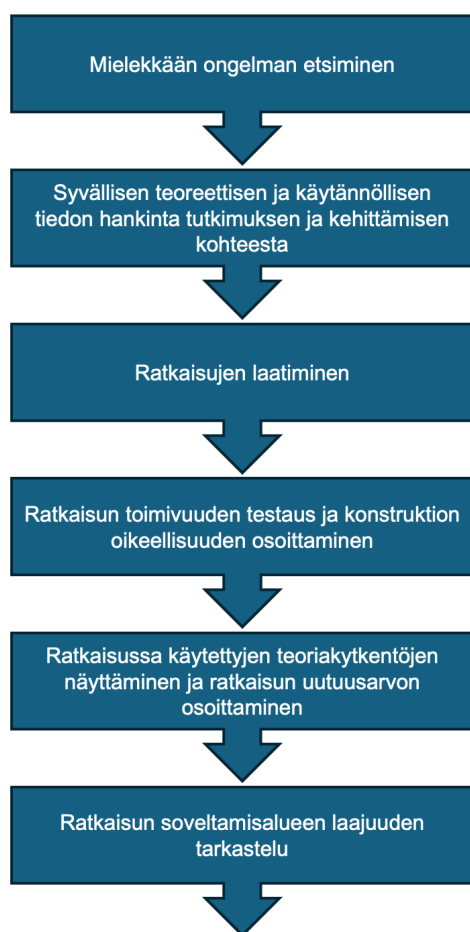 Mielekkään ongelman etsiminen
Syvällisen teoreettisen ja käytännöllisen
tiedon hankinta tutkimuksen ja kehittämisen
kohteesta
Ratkaisujen laatiminen
Ratkaisun toimivuuden testaus ja konstruktion
oikeellisuuden osoittaminen
Ratkaisussa käytettyjen teoriakytkentöjen
näyttäminen ja ratkaisun uutuusarvon
osoittaminen
Ratkaisun soveltamisalueen laajuuden
tarkastelu